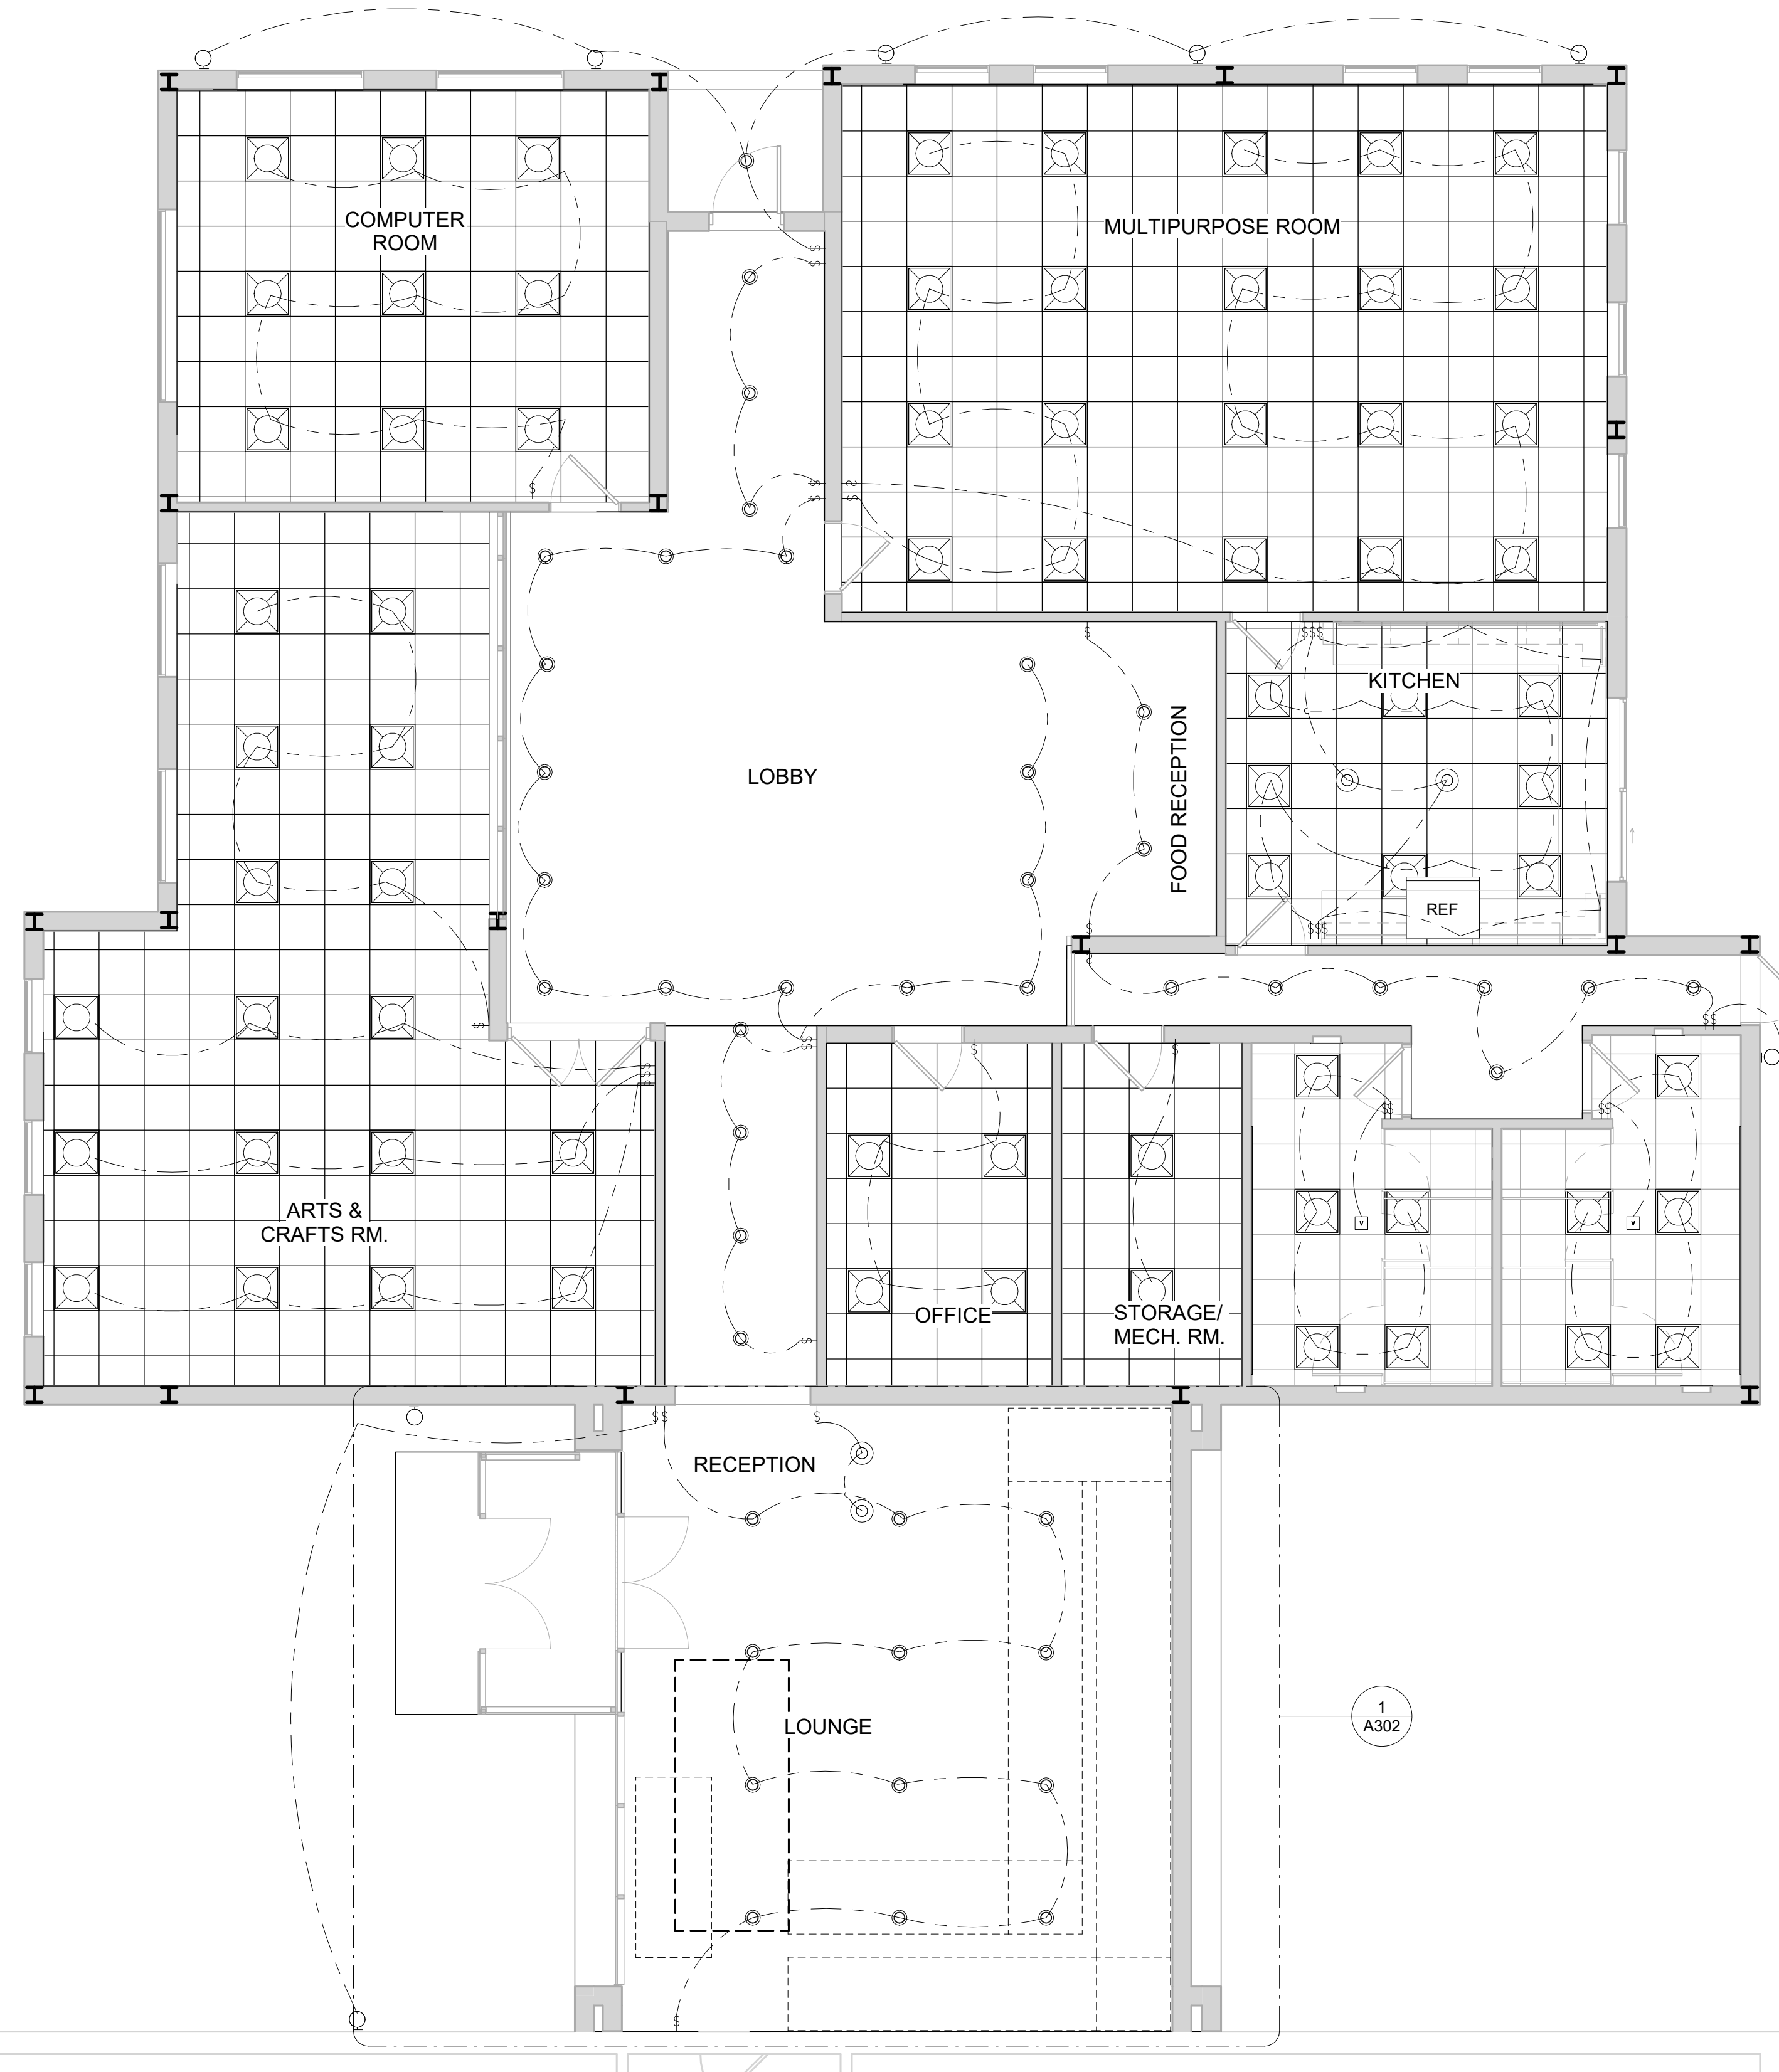 COMPUTER
ROOM
MULTIPURPOSE ROOM
KITCHEN
LOBBY
FOOD RECEPTION
REF
ARTS &
CRAFTS RM.
OFFICE
STORAGE/
MECH. RM.
V
V
RECEPTION
LOUNGE
1
A302
$
$
$
$
$
$
$
$
$$$
$
$
$$$
$
$
$
$
$
$
$
$
$
$$
$$
$$
$
$$
$
$